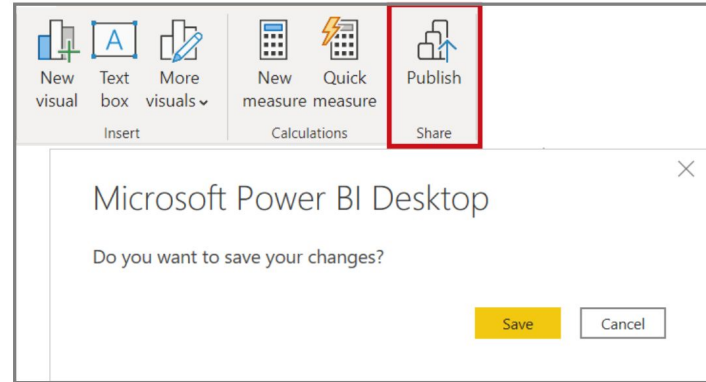 New visual
Text box
More visuals
New measure
Quick measure
Publish
Insert
Calculations
Share
Microsoft Power BI Desktop
Do you want to save your changes?
Save
Cancel